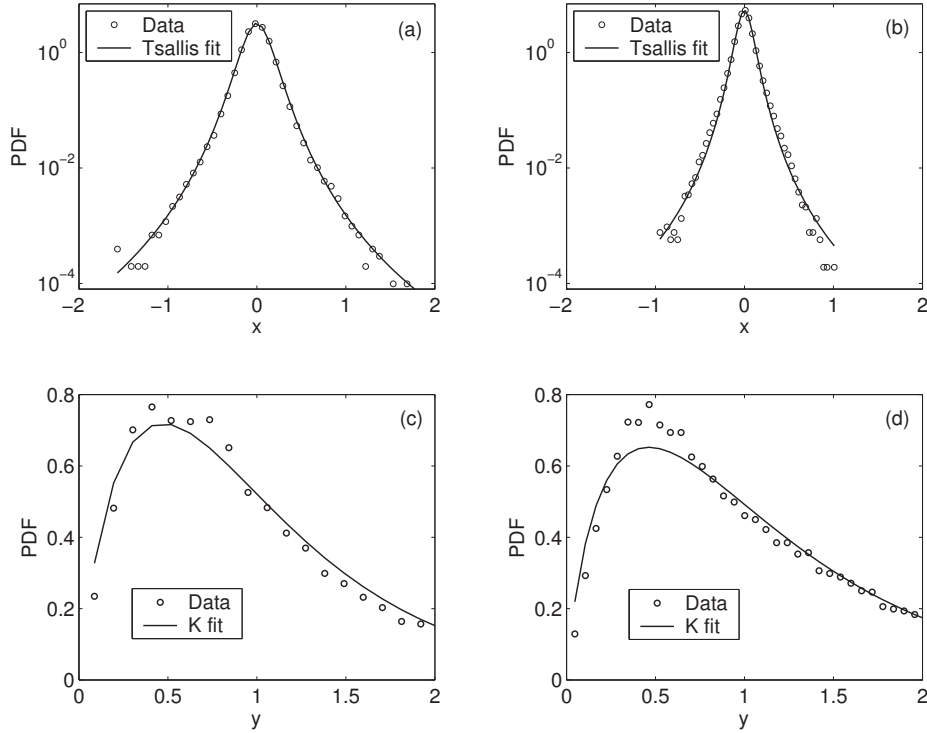 (a)
Data
Tsallis fit
PDF
10^0
10^-2
10^-4
−2
−1
0
1
2
x
(b)
Data
Tsallis fit
PDF
10^0
10^-2
10^-4
−2
−1
0
1
2
x
(c)
Data
K fit
PDF
0.8
0.6
0.4
0.2
0
0
0.5
1
1.5
2
y
(d)
Data
K fit
PDF
0.8
0.6
0.4
0.2
0
0
0.5
1
1.5
2
y